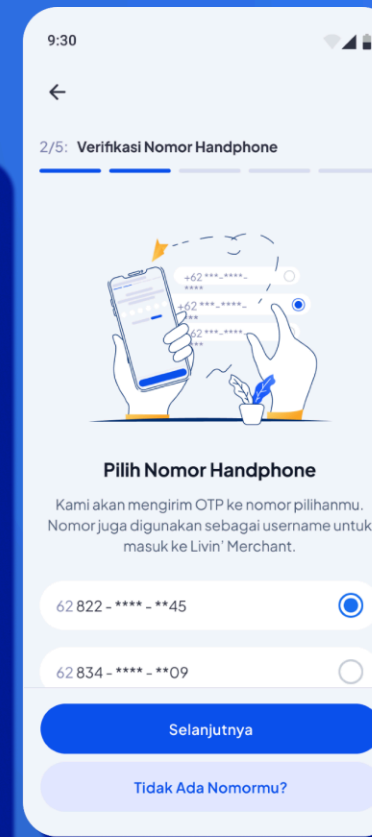 9:30
2/5: Verifikasi Nomor Handphone
+62 ***-****-
****
+62 ***-****-
***
62 ***-****-
***
Pilih Nomor Handphone
Kami akan mengirim OTP ke nomor pilihanmu.
Nomor juga digunakan sebagai username untuk
masuk ke Livin' Merchant.
62 822 - **** - **45
62 834 - **** - **09
Selanjutnya
Tidak Ada Nomormu?